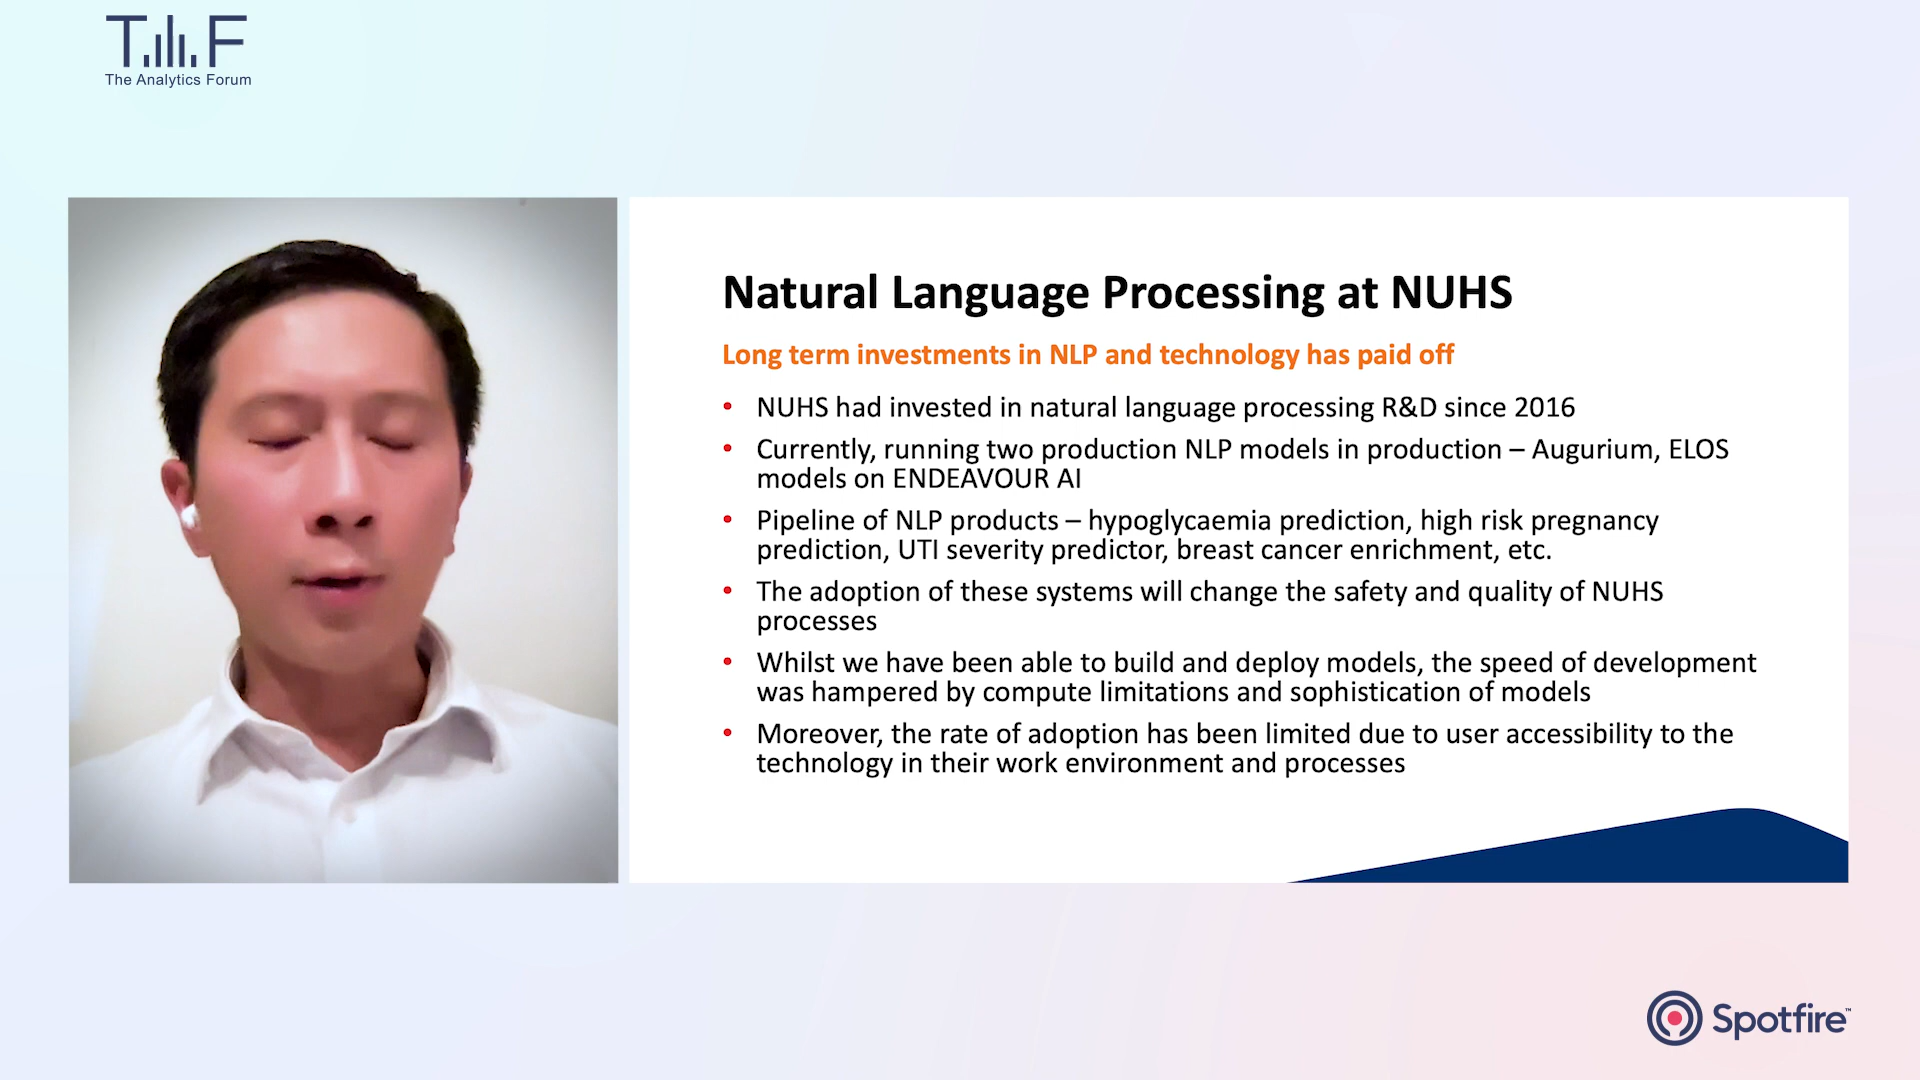 T F
The Analytics Forum
Natural Language Processing at NUHS
Long term investments in NLP and technology has paid off
• NUHS had invested in natural language processing R&D since 2016
• Currently, running two production NLP models in production – Augurium, ELOS
models on ENDEAVOUR AI
• Pipeline of NLP products – hypoglycaemia prediction, high risk pregnancy
prediction, UTI severity predictor, breast cancer enrichment, etc.
• The adoption of these systems will change the safety and quality of NUHS
processes
• Whilst we have been able to build and deploy models, the speed of development
was hampered by compute limitations and sophistication of models
• Moreover, the rate of adoption has been limited due to user accessibility to the
technology in their work environment and processes
Spotfire™